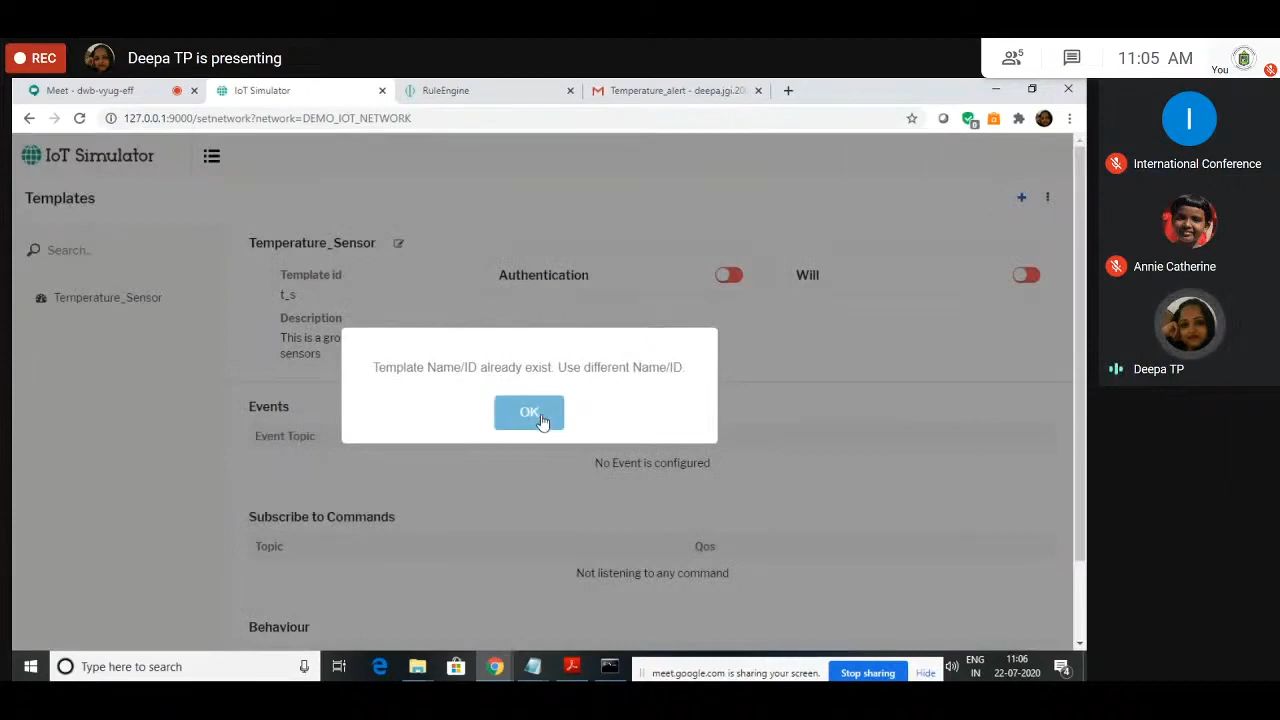 REC
Deepa TP is presenting
5
11:05 AM
You
Meet - dwb-vyug-eff
IoT Simulator
RuleEngine
Temperature_alert - deepa.jgi.20
127.0.0.1:9000/setnetwork?network=DEMO_IOT_NETWORK
IoT Simulator
Templates
Search..
Temperature_Sensor
Temperature_Sensor
Template id
t_s
Authentication
Will
Description
This is a gro
sensors
Template Name/ID already exist. Use different Name/ID.
OK
Events
Event Topic
No Event is configured
Subscribe to Commands
Topic
Qos
Not listening to any command
Behaviour
I
International Conference
Annie Catherine
Deepa TP
Type here to search
meet.google.com is sharing your screen.
Stop sharing
Hide
ENG
IN
11:06
22-07-2020
4